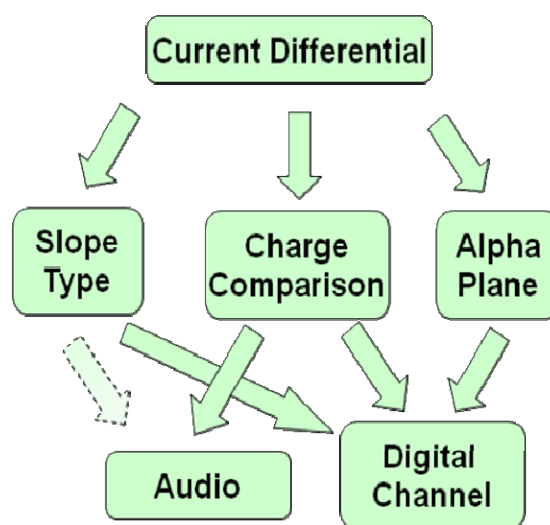 Current Differential
Slope
Type
Charge
Comparison
Alpha
Plane
Audio
Digital
Channel